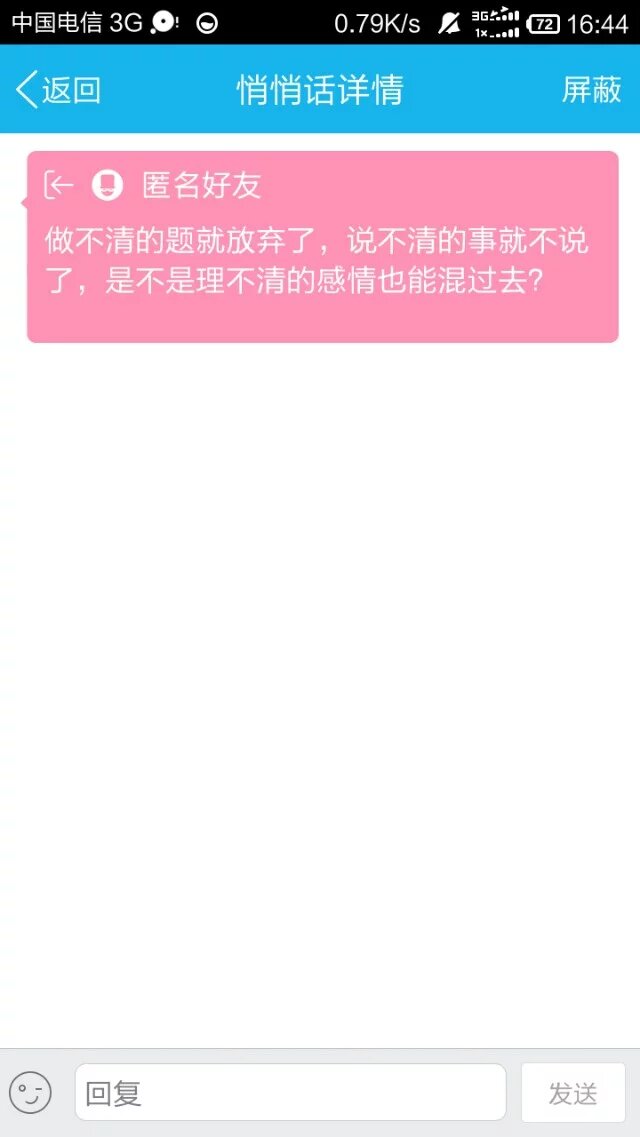 中国电信 3G
0.79K/s
3G
1x
72
16:44
返回
悄悄话详情
屏蔽
匿名好友
做不清的题就放弃了，说不清的事就不说
了，是不是理不清的感情也能混过去？
回复
发送